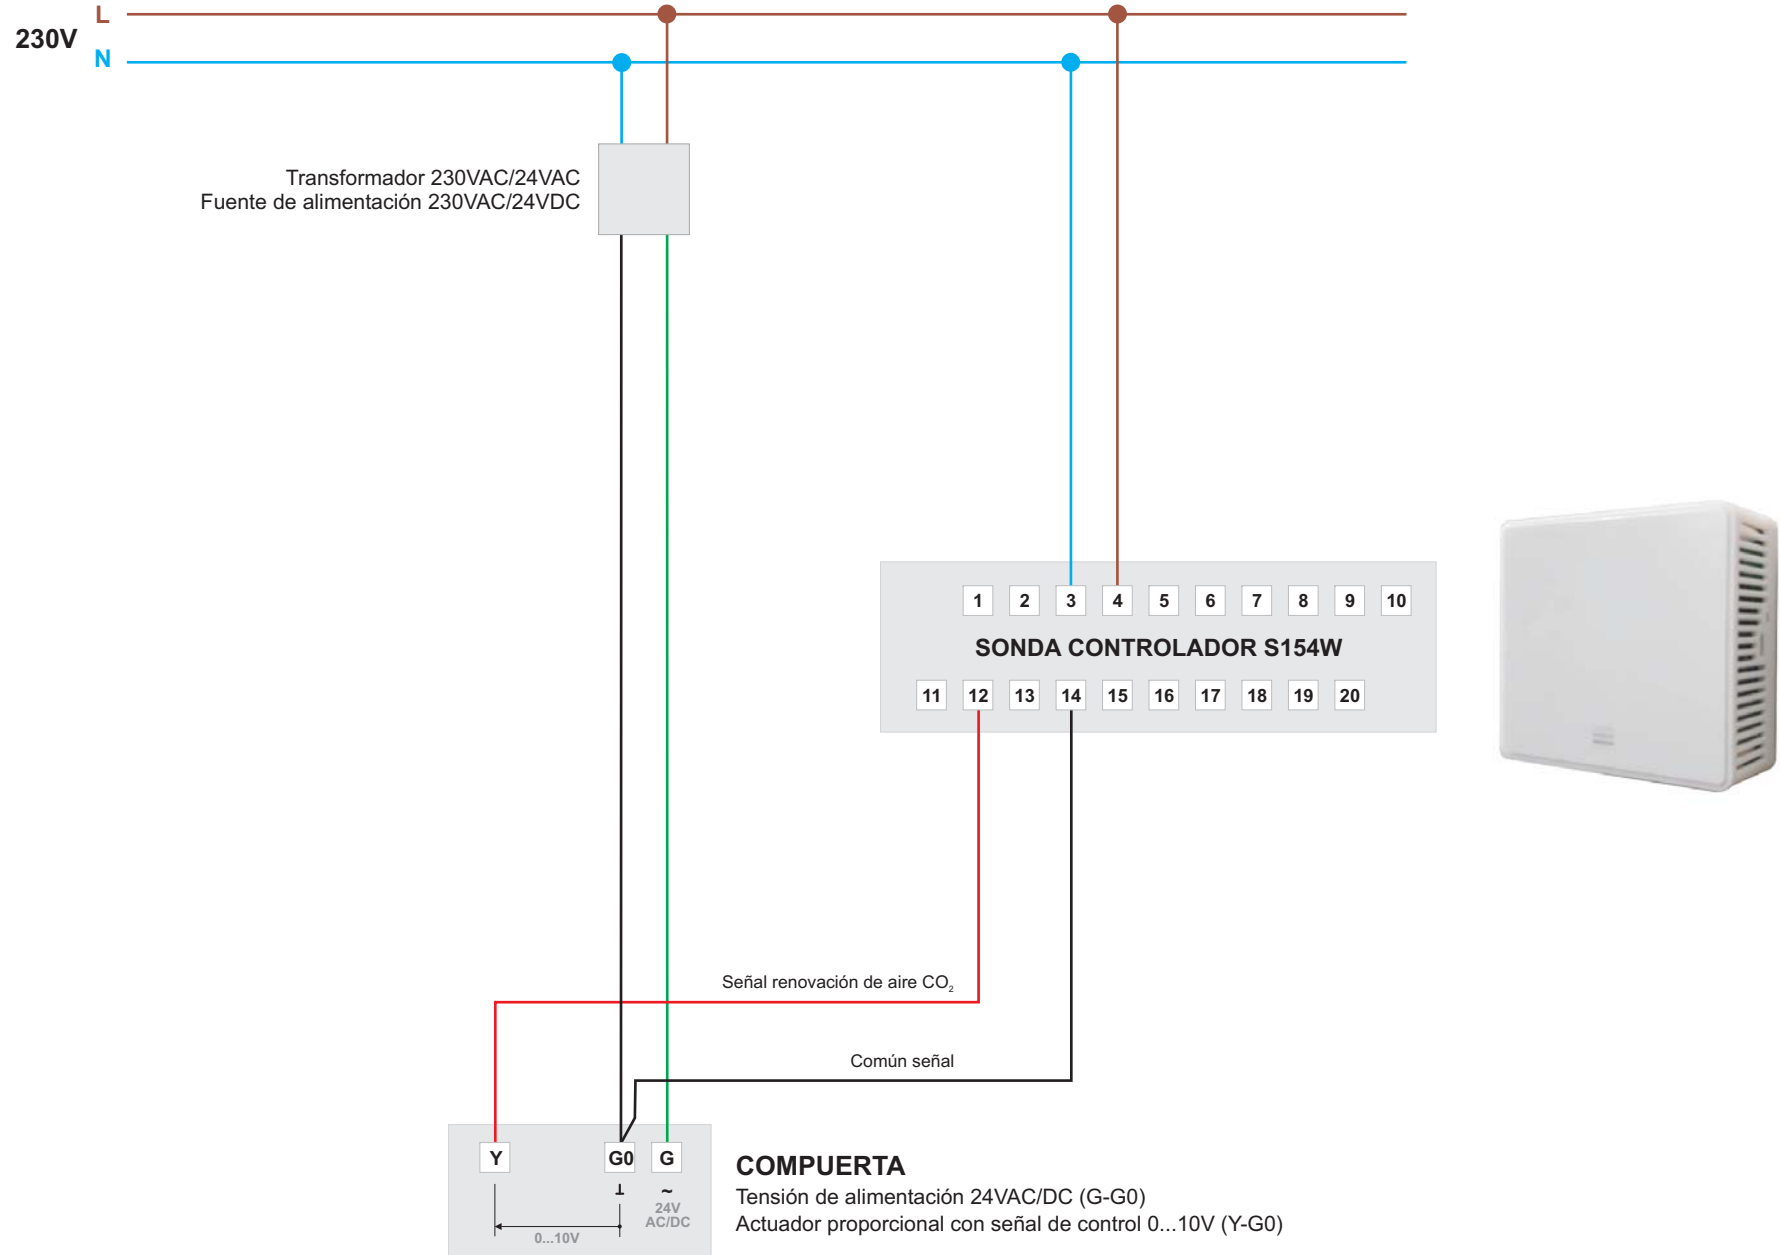 L
230V
N
Transformador 230VAC/24VAC
Fuente de alimentación 230VAC/24VDC
1 2 3 4 5 6 7 8 9 10
SONDA CONTROLADOR S154W
11 12 13 14 15 16 17 18 19 20
Señal renovación de aire CO₂
Común señal
Y G0 G
⊥ ~
24V
AC/DC
0...10V
COMPUERTA
Tensión de alimentación 24VAC/DC (G-G0)
Actuador proporcional con señal de control 0...10V (Y-G0)